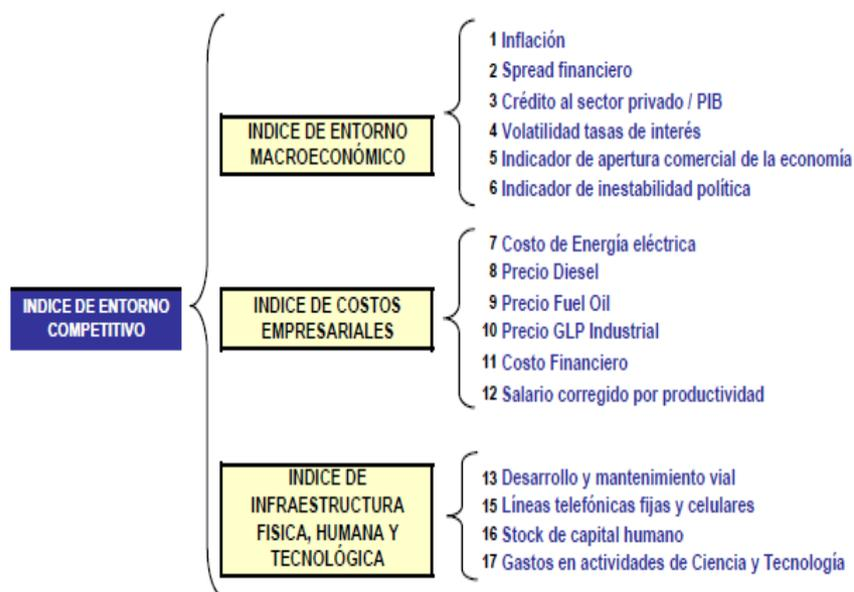 INDICE DE ENTORNO
COMPETITIVO
INDICE DE ENTORNO
MACROECONÓMICO
1 Inflación
2 Spread financiero
3 Crédito al sector privado / PIB
4 Volatilidad tasas de interés
5 Indicador de apertura comercial de la economía
6 Indicador de inestabilidad política
INDICE DE COSTOS
EMPRESARIALES
7 Costo de Energía eléctrica
8 Precio Diesel
9 Precio Fuel Oil
10 Precio GLP Industrial
11 Costo Financiero
12 Salario corregido por productividad
INDICE DE
INFRAESTRUCTURA
FISICA, HUMANA Y
TECNOLÓGICA
13 Desarrollo y mantenimiento vial
15 Líneas telefónicas fijas y celulares
16 Stock de capital humano
17 Gastos en actividades de Ciencia y Tecnología